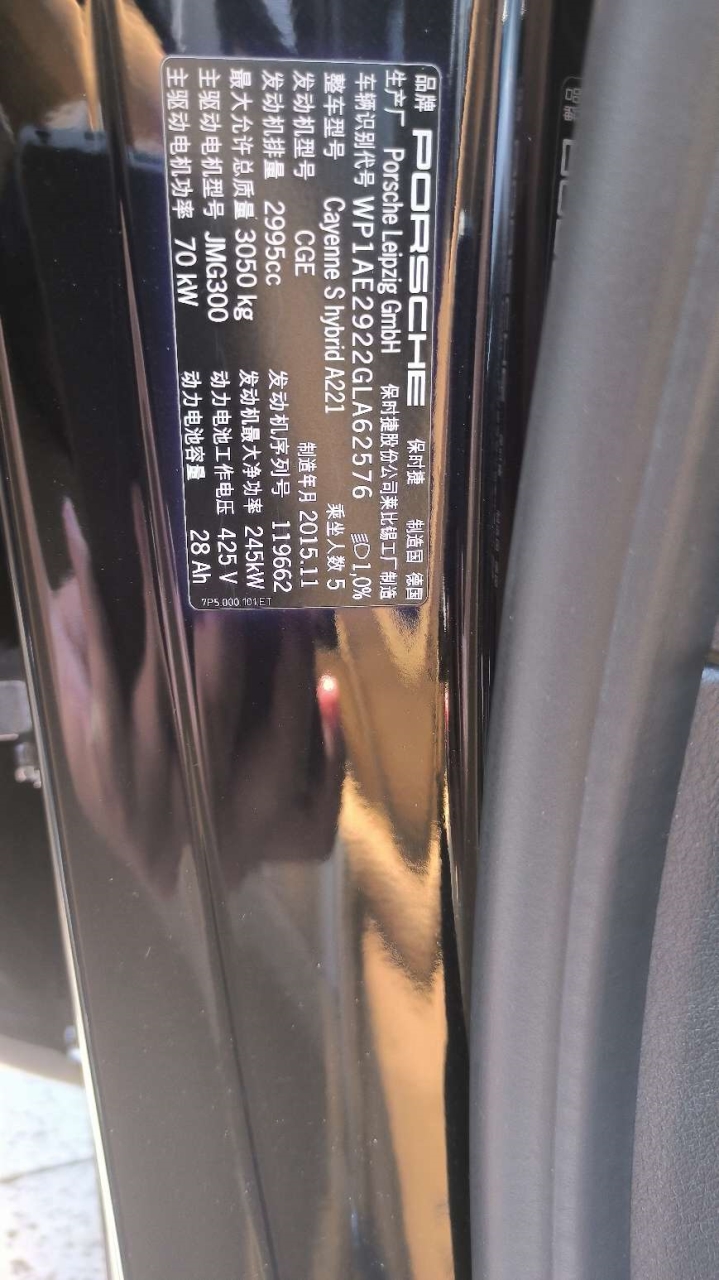 品牌 PORSCHE 保时捷 制造国 德国
生产厂 Porsche Leipzig GmbH 保时捷股份公司莱比锡工厂制造
车辆识别代号 WP1AE2922GLA62576 1,0%
整车型号 Cayenne S hybrid A221 乘坐人数 5
发动机型号 CGE 制造年月 2015.11
发动机排量 2995cc 发动机序列号 119662
最大允许总质量 3050 kg 发动机最大净功率 245kW
主驱动电机型号 JMG300 动力电池工作电压 425 V
主驱动电机功率 70 kW 动力电池容量 28 Ah
7P5.000.101.ET
品牌